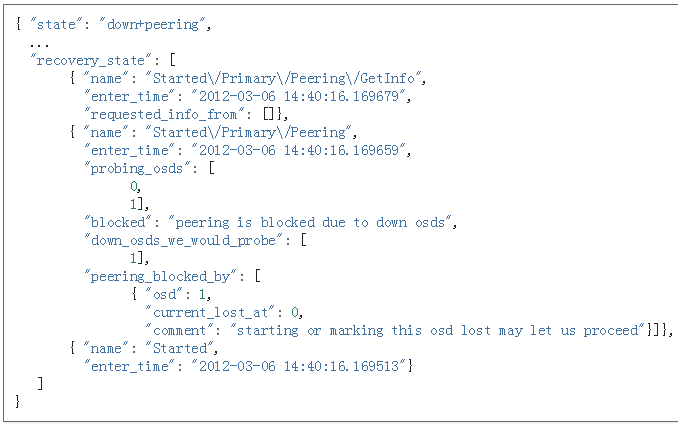 { "state": "down+peering",
  ...
  "recovery_state": [
       { "name": "Started\/Primary\/Peering\/GetInfo",
         "enter_time": "2012-03-06 14:40:16.169679",
         "requested_info_from": []},
       { "name": "Started\/Primary\/Peering",
         "enter_time": "2012-03-06 14:40:16.169659",
         "probing_osds": [
               0,
               1],
         "blocked": "peering is blocked due to down osds",
         "down_osds_we_would_probe": [
               1],
         "peering_blocked_by": [
               { "osd": 1,
                 "current_lost_at": 0,
                 "comment": "starting or marking this osd lost may let us proceed"}]},
       { "name": "Started",
         "enter_time": "2012-03-06 14:40:16.169513"}
   ]
}